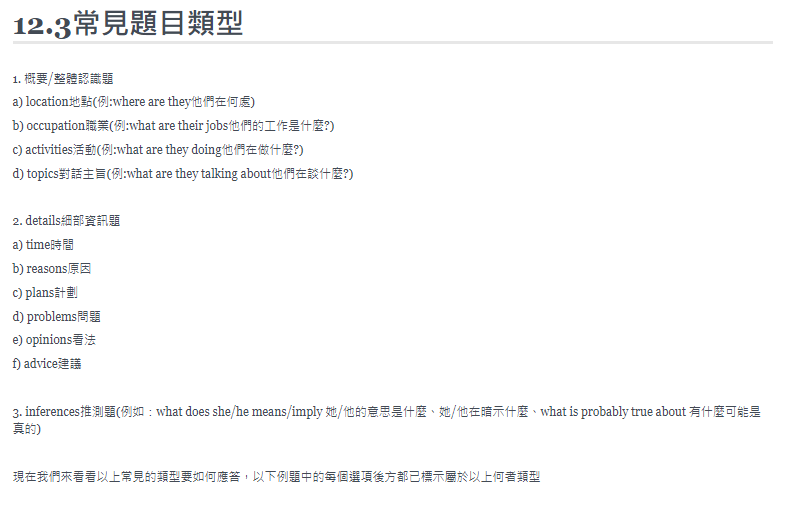 12.3常見題目類型
1. 概要/整體認識題
a) location地點(例:where are they他們在何處)
b) occupation職業(例:what are their jobs他們的工作是什麼?)
c) activities活動(例:what are they doing他們在做什麼?)
d) topics對話主旨(例:what are they talking about他們在談什麼?)
2. details細部資訊題
a) time時間
b) reasons原因
c) plans計劃
d) problems問題
e) opinions看法
f) advice建議
3. inferences推測題(例如：what does she/he means/imply 她/他的意思是什麼、她/他在暗示什麼、what is probably true about 有什麼可能是
真的)
現在我們來看看以上常見的類型要如何應答，以下例題中的每個選項後方都已標示屬於以上何者類型